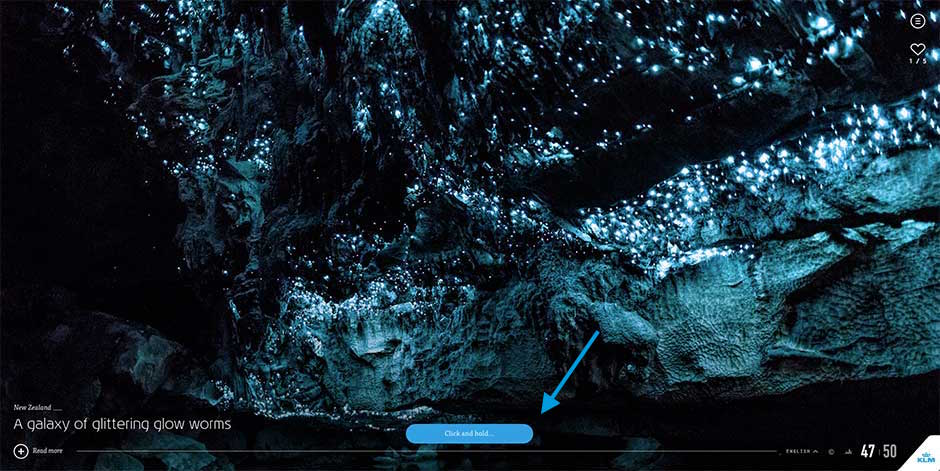 1 / 5
New Zealand
A galaxy of glittering glow worms
Click and hold...
Read more
ENGLISH
©
47 | 50
KLM